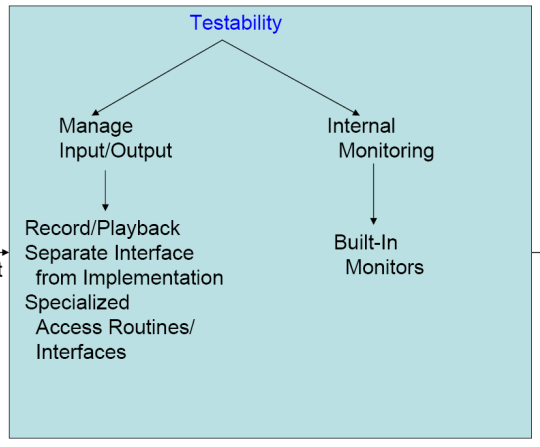 Testability
Manage
Input/Output
Internal
Monitoring
Record/Playback
Separate Interface
from Implementation
Specialized
Access Routines/
Interfaces
Built-In
Monitors
t